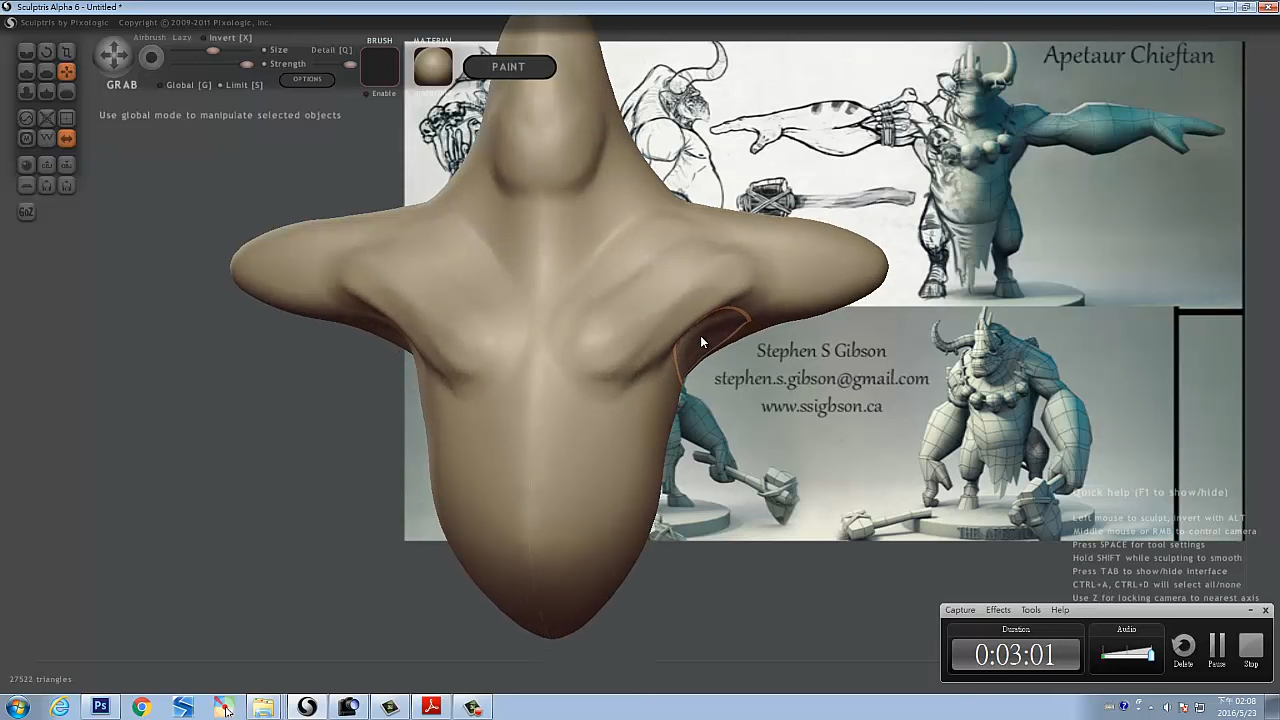 Sculptris Alpha 6 - Untitled *
Sculptris by Pixologic Copyright © 2009-2011 Pixologic, Inc.
Airbrush Lazy Invert [X]
Size Detail [Q]
Strength
GRAB Global [G] Limit [S] OPTIONS
BRUSH
Enable
MATERIAL
PAINT
Use global mode to manipulate selected objects
GoZ
Apetaur Chieftan
Stephen S Gibson
stephen.s.gibson@gmail.com
www.ssigbson.ca
Quick help (F1 to show/hide)
Left mouse to sculpt, invert with ALT
Middle mouse or RMB to control camera
Press SPACE for tool settings
Hold SHIFT while sculpting to smooth
Press TAB to show/hide interface
CTRL+A, CTRL+D will select all/none
Use Z for locking camera to nearest axis
Capture Effects Tools Help
Duration
0:03:01
Audio
Delete Pause Stop
27522 triangles
Ps
下午 02:08
2016/5/23